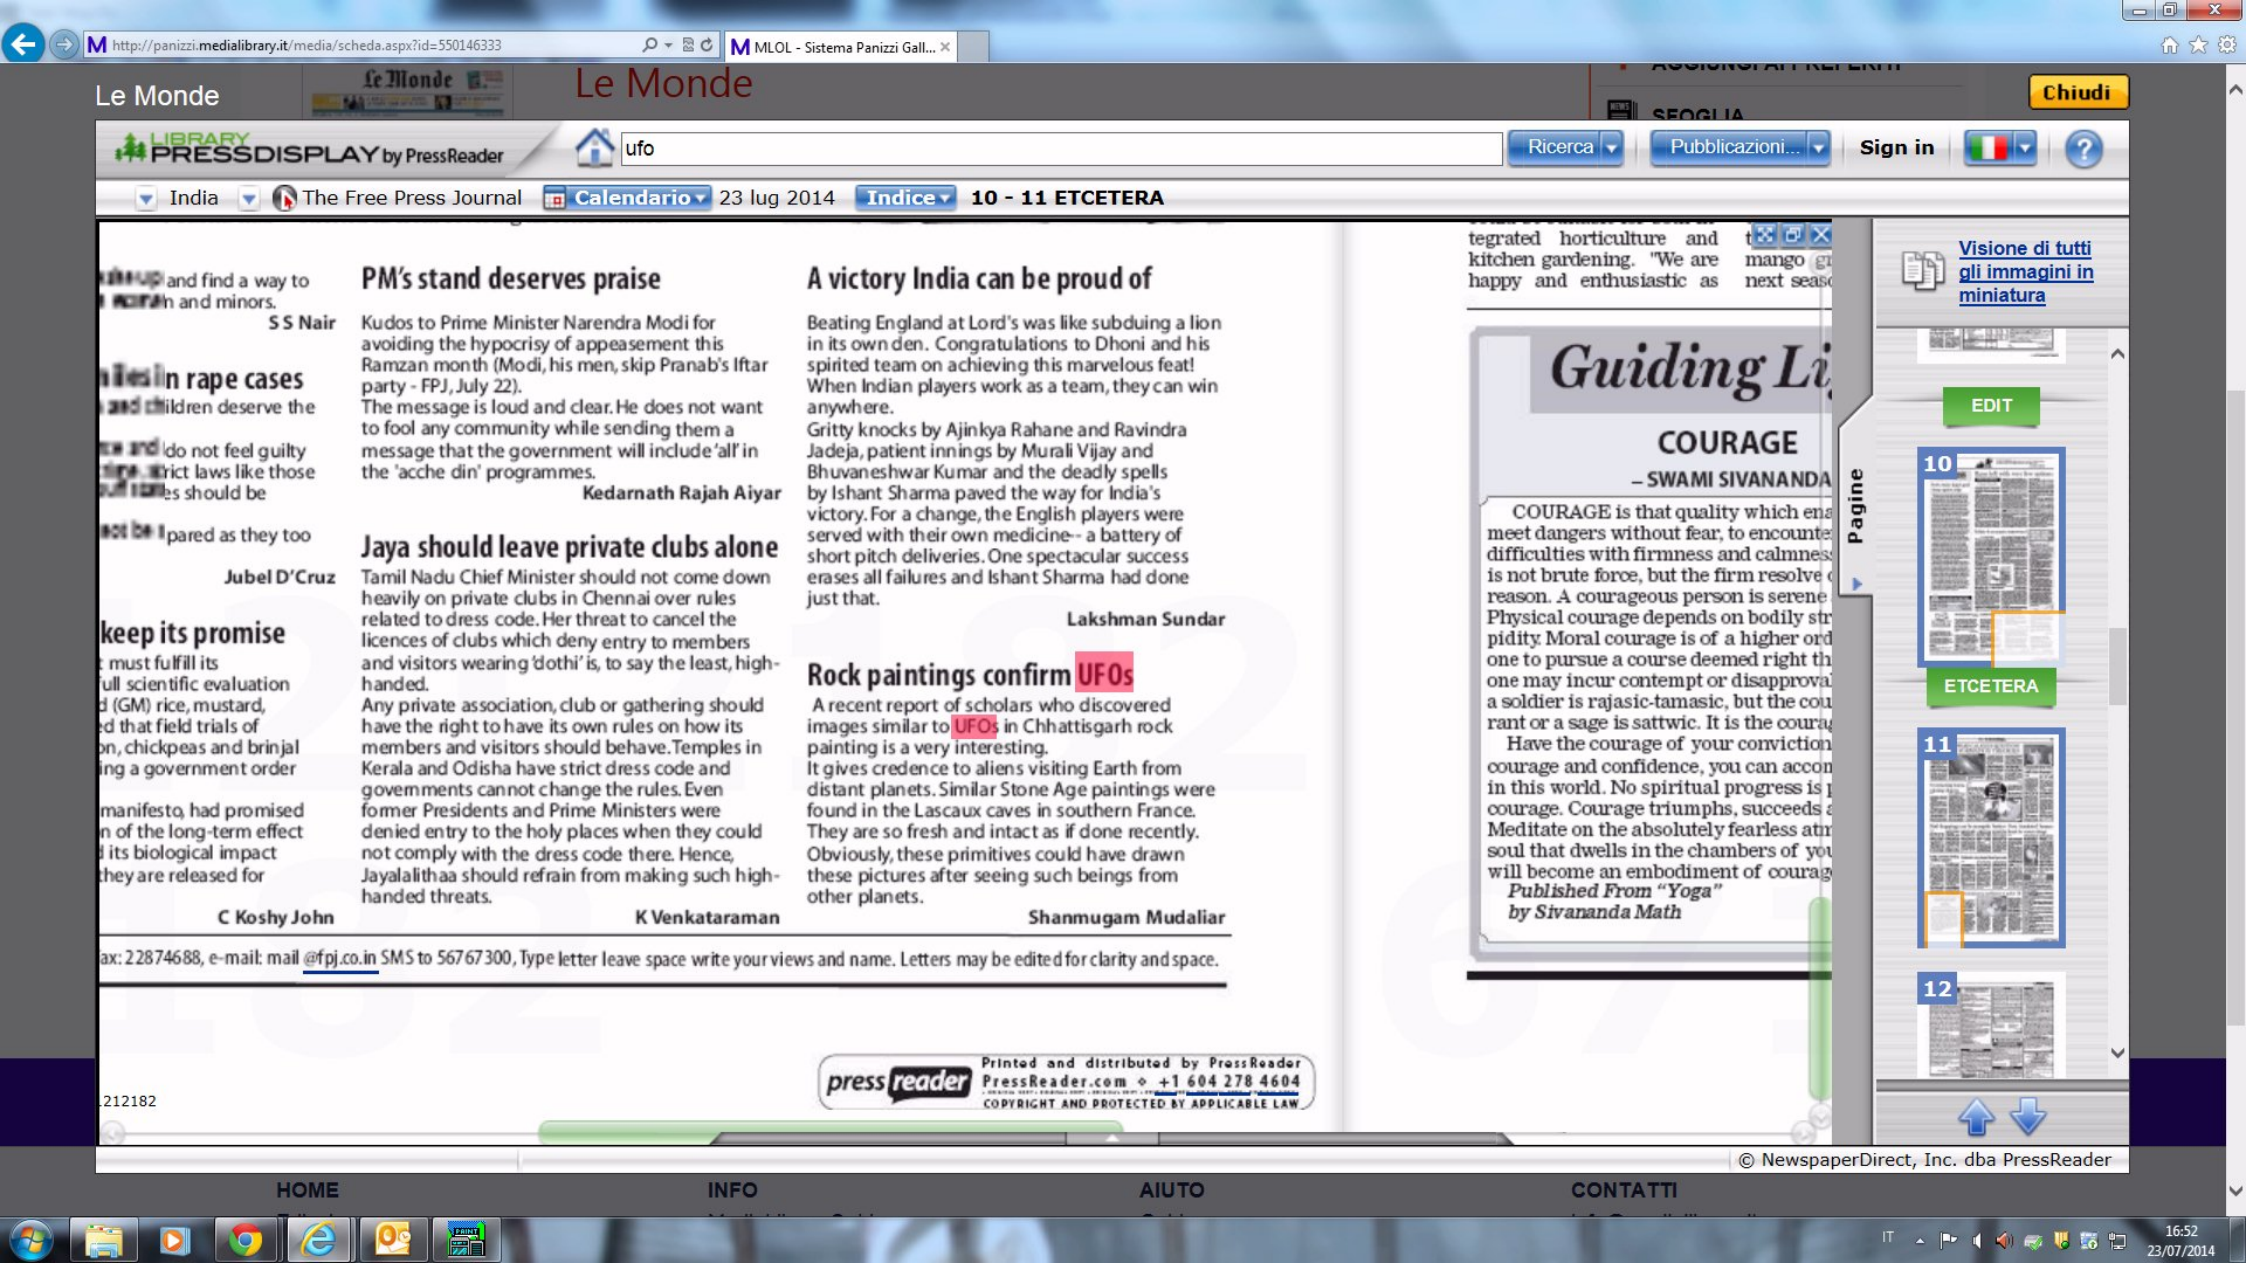 http://panizzi.medialibrary.it/media/scheda.aspx?id=550146333
MLOL - Sistema Panizzi Gall...
Le Monde
Le Monde
Le Monde
AGGIUNGI AI PREFERITI
SFOGLIA
Chiudi
LIBRARY
PRESSDISPLAY by PressReader
ufo
Ricerca
Pubblicazioni...
Sign in
India
The Free Press Journal
Calendario
23 lug 2014
Indice
10 - 11 ETCETERA
and find a way to
and minors.
S S Nair
in rape cases
children deserve the
do not feel guilty
strict laws like those
should be
spared as they too
Jubel D'Cruz
keep its promise
t must fulfill its
full scientific evaluation
d (GM) rice, mustard,
ed that field trials of
on, chickpeas and brinjal
ing a government order
manifesto, had promised
n of the long-term effect
d its biological impact
they are released for
C Koshy John
PM's stand deserves praise
Kudos to Prime Minister Narendra Modi for
avoiding the hypocrisy of appeasement this
Ramzan month (Modi, his men, skip Pranab's Iftar
party - FPJ, July 22).
The message is loud and clear. He does not want
to fool any community while sending them a
message that the government will include 'all' in
the 'acche din' programmes.
Kedarnath Rajah Aiyar
Jaya should leave private clubs alone
Tamil Nadu Chief Minister should not come down
heavily on private clubs in Chennai over rules
related to dress code. Her threat to cancel the
licences of clubs which deny entry to members
and visitors wearing 'dothi' is, to say the least, high-
handed.
Any private association, club or gathering should
have the right to have its own rules on how its
members and visitors should behave. Temples in
Kerala and Odisha have strict dress code and
governments cannot change the rules. Even
former Presidents and Prime Ministers were
denied entry to the holy places when they could
not comply with the dress code there. Hence,
Jayalalithaa should refrain from making such high-
handed threats.
K Venkataraman
A victory India can be proud of
Beating England at Lord's was like subduing a lion
in its own den. Congratulations to Dhoni and his
spirited team on achieving this marvelous feat!
When Indian players work as a team, they can win
anywhere.
Gritty knocks by Ajinkya Rahane and Ravindra
Jadeja, patient innings by Murali Vijay and
Bhuvaneshwar Kumar and the deadly spells
by Ishant Sharma paved the way for India's
victory. For a change, the English players were
served with their own medicine-- a battery of
short pitch deliveries. One spectacular success
erases all failures and Ishant Sharma had done
just that.
Lakshman Sundar
Rock paintings confirm UFOs
A recent report of scholars who discovered
images similar to UFOs in Chhattisgarh rock
painting is a very interesting.
It gives credence to aliens visiting Earth from
distant planets. Similar Stone Age paintings were
found in the Lascaux caves in southern France.
They are so fresh and intact as if done recently.
Obviously, these primitives could have drawn
these pictures after seeing such beings from
other planets.
Shanmugam Mudaliar
ax: 22874688, e-mail: mail @fpj.co.in SMS to 56767300, Type letter leave space write your views and name. Letters may be edited for clarity and space.
tegrated horticulture and
kitchen gardening. "We are
happy and enthusiastic as
mango
next seas
Guiding Li
COURAGE
– SWAMI SIVANANDA
COURAGE is that quality which ena
meet dangers without fear, to encounte
difficulties with firmness and calmness
is not brute force, but the firm resolve
reason. A courageous person is serene
Physical courage depends on bodily str
pidity. Moral courage is of a higher ord
one to pursue a course deemed right th
one may incur contempt or disapproval
a soldier is rajasic-tamasic, but the cou
rant or a sage is sattwic. It is the coura
Have the courage of your conviction
courage and confidence, you can accom
in this world. No spiritual progress is p
courage. Courage triumphs, succeeds a
Meditate on the absolutely fearless atm
soul that dwells in the chambers of you
will become an embodiment of courag
Published From "Yoga"
by Sivananda Math
pressreader
Printed and distributed by PressReader
PressReader.com +1 604 278 4604
COPYRIGHT AND PROTECTED BY APPLICABLE LAW
.212182
Pagine
Visione di tutti
gli immagini in
miniatura
EDIT
10
ETCETERA
11
12
© NewspaperDirect, Inc. dba PressReader
HOME
INFO
AIUTO
CONTATTI
IT
16:52
23/07/2014